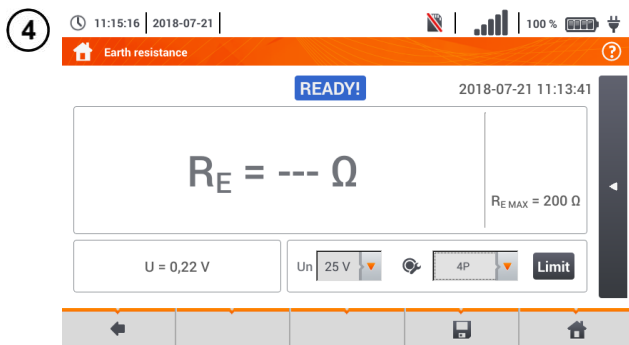 4
11:15:16 2018-07-21 100 %
Earth resistance ?
READY! 2018-07-21 11:13:41
RE = --- Ω
RE MAX = 200 Ω
U = 0,22 V Un 25 V 4P Limit